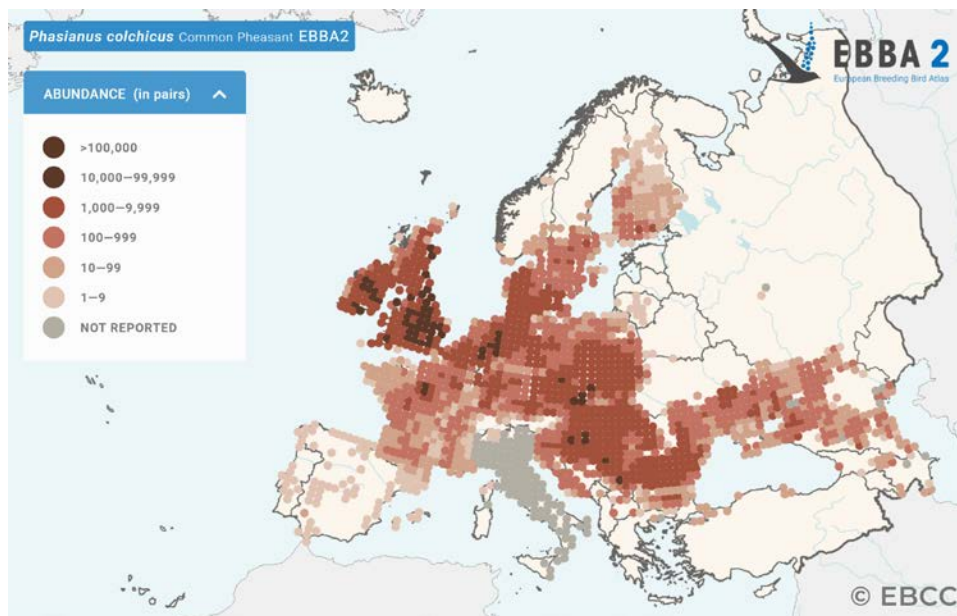 Phasianus colchicus Common Pheasant EBBA2
EBBA 2
European Breeding Bird Atlas
ABUNDANCE (in pairs)
>100,000
10,000–99,999
1,000–9,999
100–999
10–99
1–9
NOT REPORTED
© EBCC